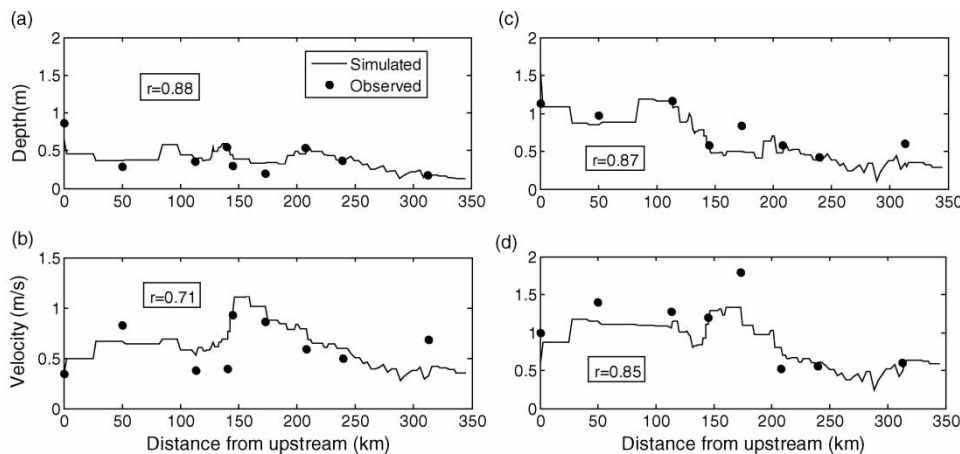 (a)
2
1.5
1
0.5
0
Depth(m)
r=0.88
Simulated
Observed
0 50 100 150 200 250 300 350
(c)
2
1.5
1
0.5
0
r=0.87
0 50 100 150 200 250 300 350
(b)
1.5
1
0.5
0
Velocity (m/s)
r=0.71
0 50 100 150 200 250 300 350
Distance from upstream (km)
(d)
2
1.5
1
0.5
0
r=0.85
0 50 100 150 200 250 300 350
Distance from upstream (km)